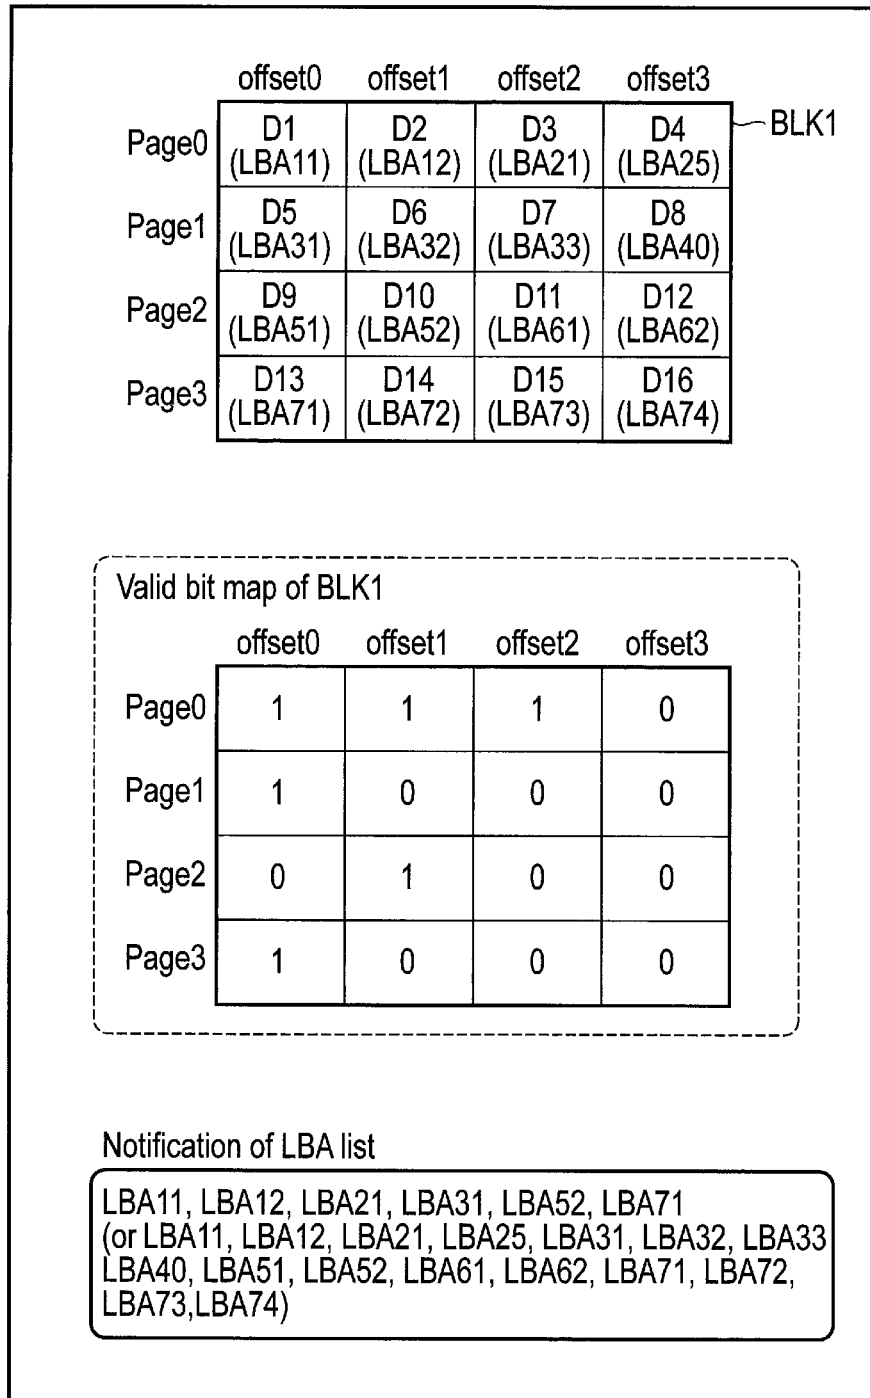 offset0 offset1 offset2 offset3
BLK1
Page0 D1 D2 D3 D4
(LBA11) (LBA12) (LBA21) (LBA25)
Page1 D5 D6 D7 D8
(LBA31) (LBA32) (LBA33) (LBA40)
Page2 D9 D10 D11 D12
(LBA51) (LBA52) (LBA61) (LBA62)
Page3 D13 D14 D15 D16
(LBA71) (LBA72) (LBA73) (LBA74)
Valid bit map of BLK1
offset0 offset1 offset2 offset3
Page0 1 1 1 0
Page1 1 0 0 0
Page2 0 1 0 0
Page3 1 0 0 0
Notification of LBA list
LBA11, LBA12, LBA21, LBA31, LBA52, LBA71
(or LBA11, LBA12, LBA21, LBA25, LBA31, LBA32, LBA33
LBA40, LBA51, LBA52, LBA61, LBA62, LBA71, LBA72,
LBA73,LBA74)